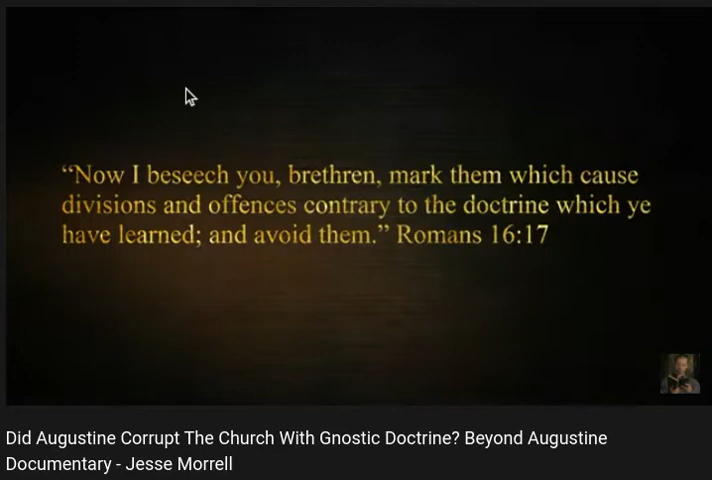 “Now I beseech you, brethren, mark them which cause
divisions and offences contrary to the doctrine which ye
have learned; and avoid them.” Romans 16:17
Did Augustine Corrupt The Church With Gnostic Doctrine? Beyond Augustine
Documentary - Jesse Morrell